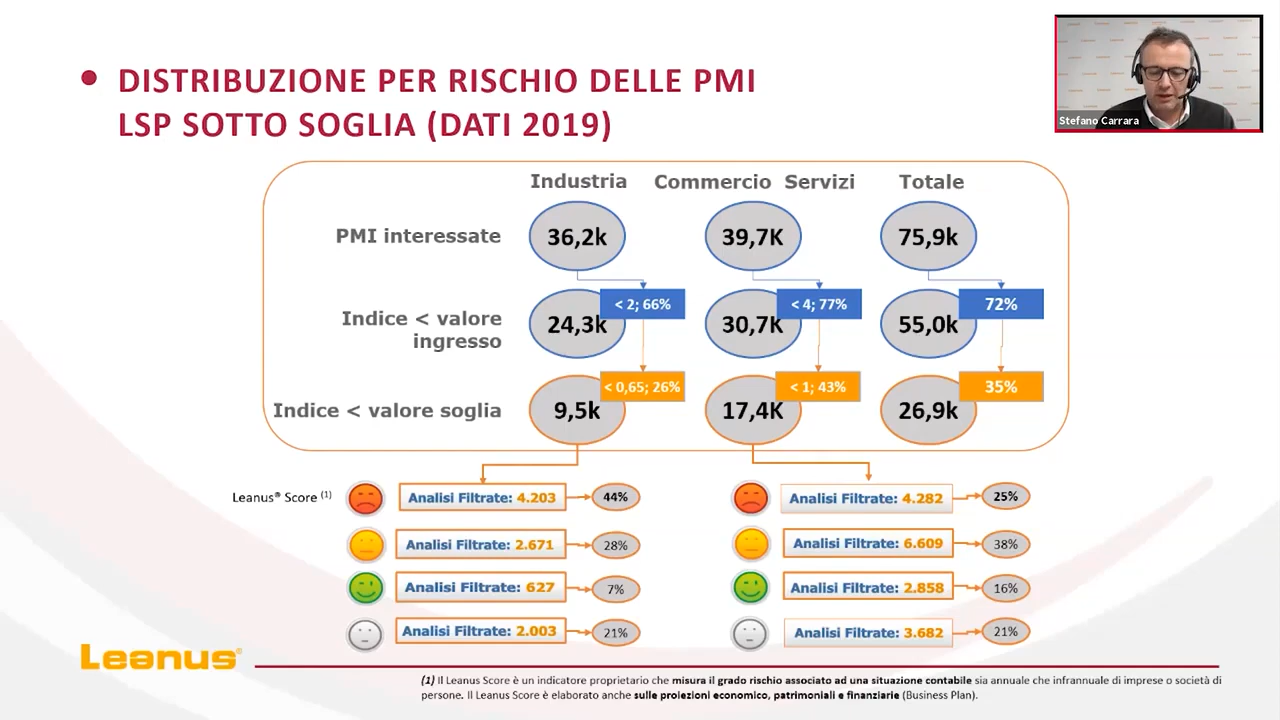 • DISTRIBUZIONE PER RISCHIO DELLE PMI
LSP SOTTO SOGLIA (DATI 2019)
Stefano Carrara
Industria Commercio Servizi Totale
PMI interessate 36,2k 39,7K 75,9k
< 2; 66% < 4; 77% 72%
Indice < valore
ingresso
24,3k 30,7K 55,0k
< 0,65; 26% < 1; 43% 35%
Indice < valore soglia 9,5k 17,4K 26,9k
Leanus® Score (1) Analisi Filtrate: 4.203 44% Analisi Filtrate: 4.282 25%
Analisi Filtrate: 2.671 28% Analisi Filtrate: 6.609 38%
Analisi Filtrate: 627 7% Analisi Filtrate: 2.858 16%
Analisi Filtrate: 2.003 21% Analisi Filtrate: 3.682 21%
Leanus®
(1) Il Leanus Score è un indicatore proprietario che misura il grado rischio associato ad una situazione contabile sia annuale che infrannuale di imprese o società di
persone. Il Leanus Score è elaborato anche sulle proiezioni economico, patrimoniali e finanziarie (Business Plan).